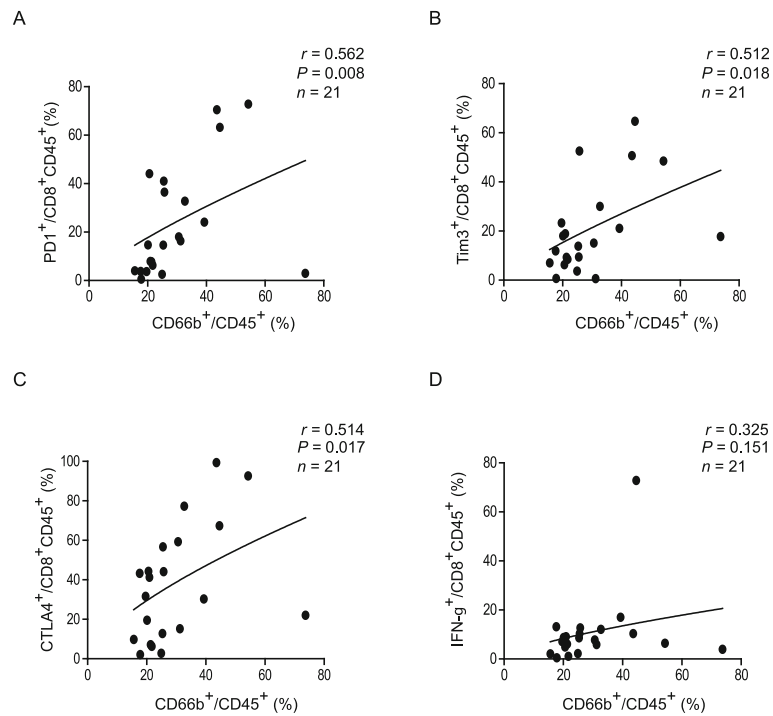 A
r = 0.562
P = 0.008
n = 21
PD1⁺/CD8⁺CD45⁺(%)
80
60
40
20
0
0 20 40 60 80
CD66b⁺/CD45⁺ (%)
B
r = 0.512
P = 0.018
n = 21
Tim3⁺/CD8⁺CD45⁺(%)
80
60
40
20
0
0 20 40 60 80
CD66b⁺/CD45⁺ (%)
C
r = 0.514
P = 0.017
n = 21
CTLA4⁺/CD8⁺CD45⁺ (%)
100
80
60
40
20
0
0 20 40 60 80
CD66b⁺/CD45⁺ (%)
D
r = 0.325
P = 0.151
n = 21
IFN-g⁺/CD8⁺CD45⁺ (%)
80
60
40
20
0
0 20 40 60 80
CD66b⁺/CD45⁺ (%)